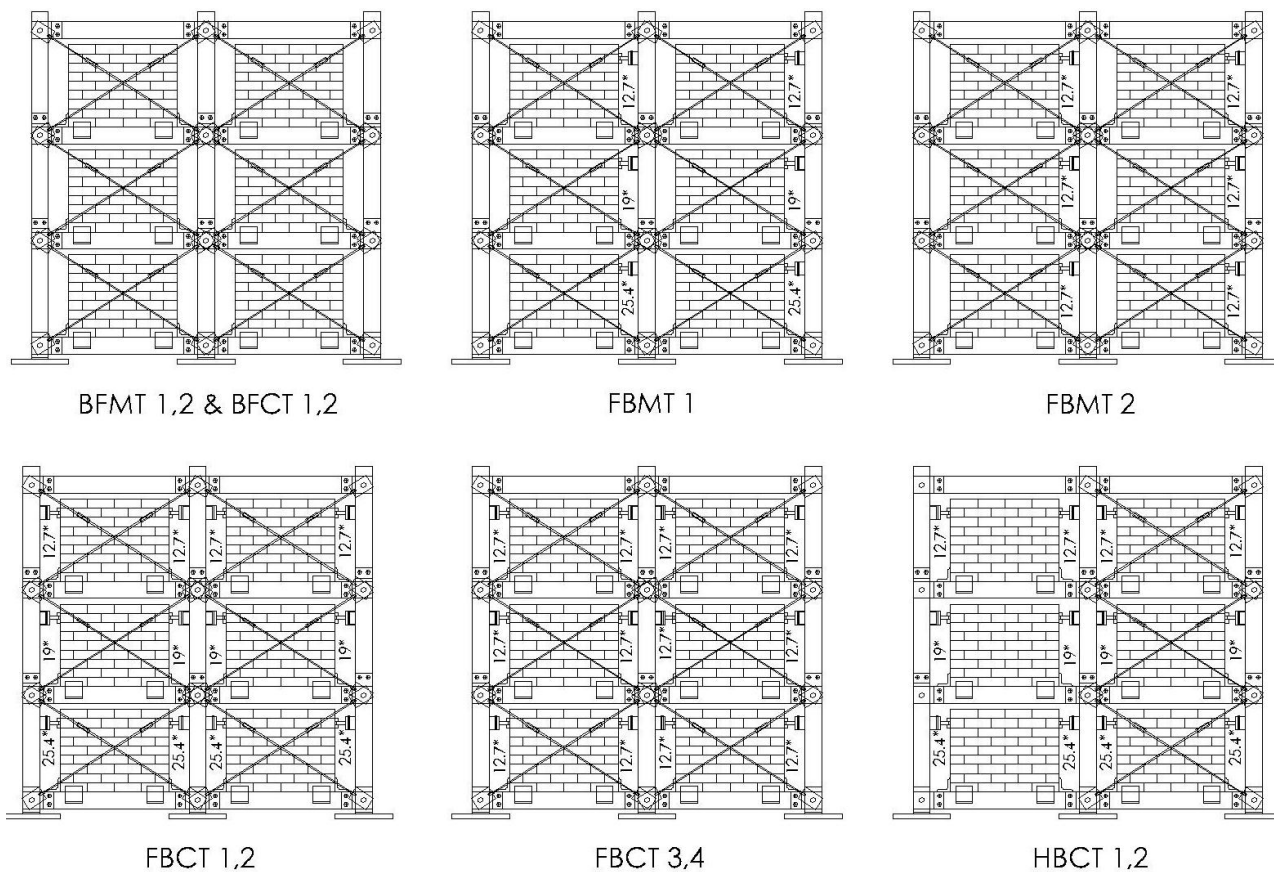 12.7* 12.7* 12.7* 12.7*
19* 19* 12.7* 12.7*
25.4* 25.4* 12.7* 12.7*
BFMT 1,2 & BFCT 1,2 FBMT 1 FBMT 2
12.7* 12.7* 12.7* 12.7* 12.7* 12.7* 12.7* 12.7* 12.7* 12.7* 12.7* 12.7*
19* 19* 19* 19* 12.7* 12.7* 12.7* 12.7* 19* 19* 19* 19*
25.4* 25.4* 25.4* 25.4* 12.7* 12.7* 12.7* 12.7* 25.4* 25.4* 25.4* 25.4*
FBCT 1,2 FBCT 3,4 HBCT 1,2